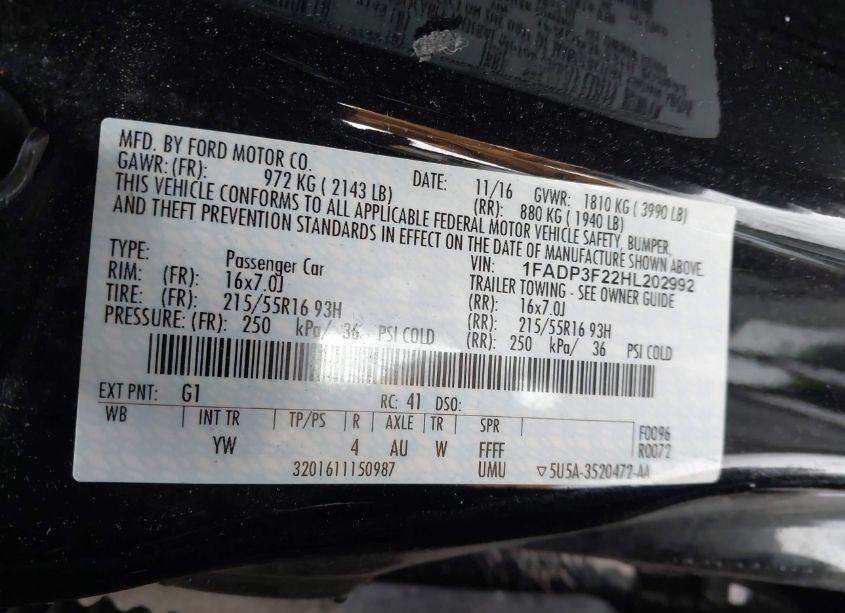 MFD. BY FORD MOTOR CO. DATE: 11/16 GVWR: 1810 KG ( 3990 LB)
GAWR: (FR): 972 KG ( 2143 LB) (RR): 880 KG ( 1940 LB)
THIS VEHICLE CONFORMS TO ALL APPLICABLE FEDERAL MOTOR VEHICLE SAFETY, BUMPER,
AND THEFT PREVENTION STANDARDS IN EFFECT ON THE DATE OF MANUFACTURE SHOWN ABOVE.
VIN: 1FADP3F22HL202992
TYPE: Passenger Car TRAILER TOWING - SEE OWNER GUIDE
RIM: (FR): 16x7.0J (RR): 16x7.0J
TIRE: (FR): 215/55R16 93H (RR): 215/55R16 93H
PRESSURE: (FR): 250 kPa/ 36 PSI COLD (RR): 250 kPa/ 36 PSI COLD
EXT PNT: G1 RC: 41 DSO:
WB INT TR TP/PS R AXLE TR SPR F0096
YW 4 AU W FFFF R0072
3201611150987 UMU ▽5U5A-3520472-AA